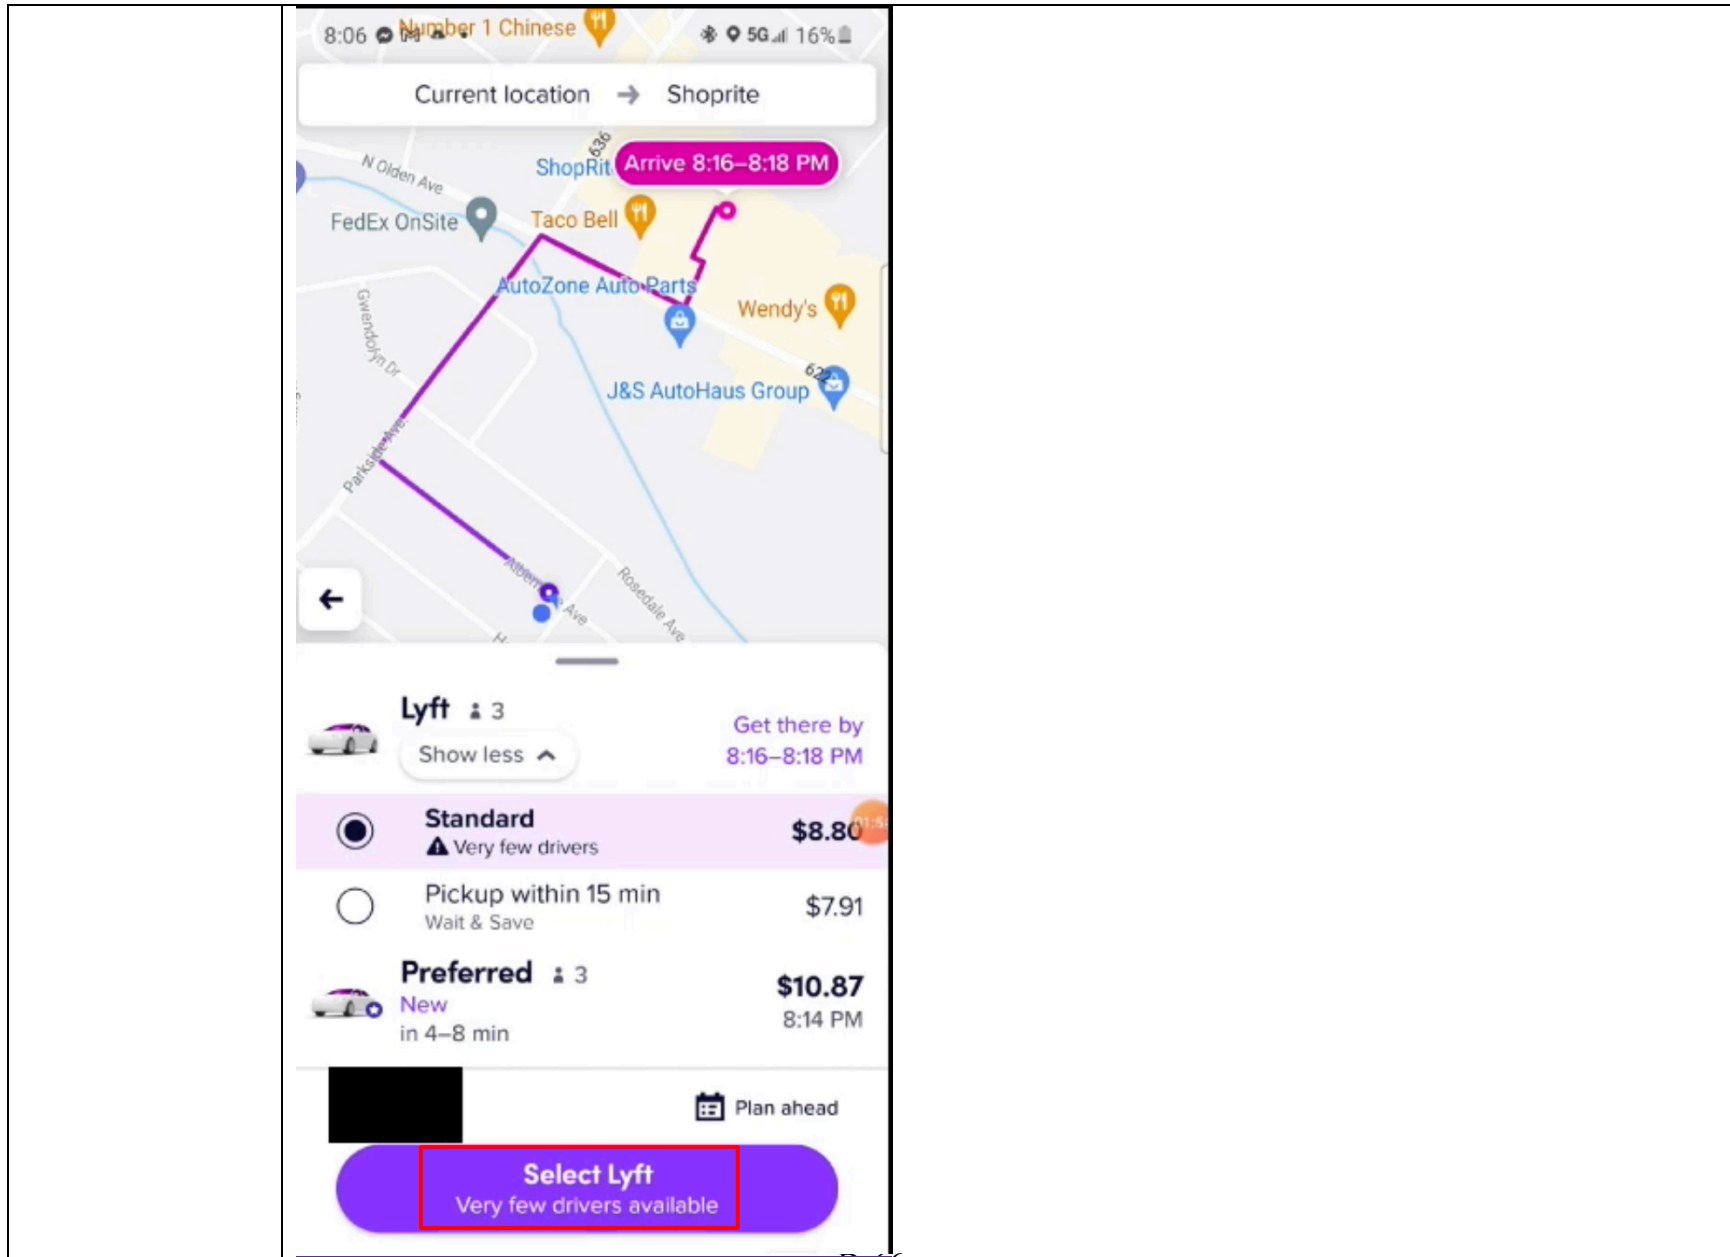 8:06
Number 1 Chinese
5G
16%
Current location → Shoprite
636
N Olden Ave
Arrive 8:16–8:18 PM
ShopRit
FedEx OnSite
Taco Bell
AutoZone Auto Parts
Gwendolyn Dr
Wendy's
622
J&S AutoHaus Group
Parkside Ave
Rosedale Ave
Ave
Lyft 3
Get there by
Show less
8:16–8:18 PM
Standard
$8.80
Very few drivers
Pickup within 15 min
$7.91
Wait & Save
Preferred 3
$10.87
New
8:14 PM
in 4–8 min
Plan ahead
Select Lyft
Very few drivers available